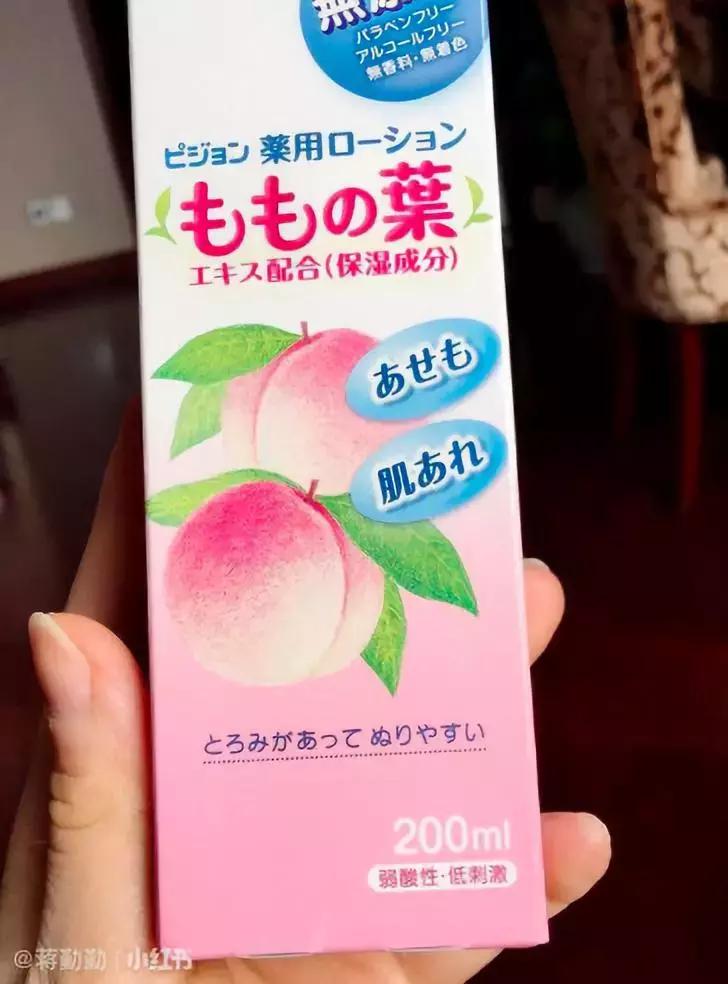 無添
パラベンフリー
アルコールフリー
無香料・無着色
ピジョン 薬用ローション
ももの葉
エキス配合(保湿成分)
あせも
肌あれ
とろみがあって ぬりやすい
200ml
弱酸性・低刺激
@蒋勤勤 小红书